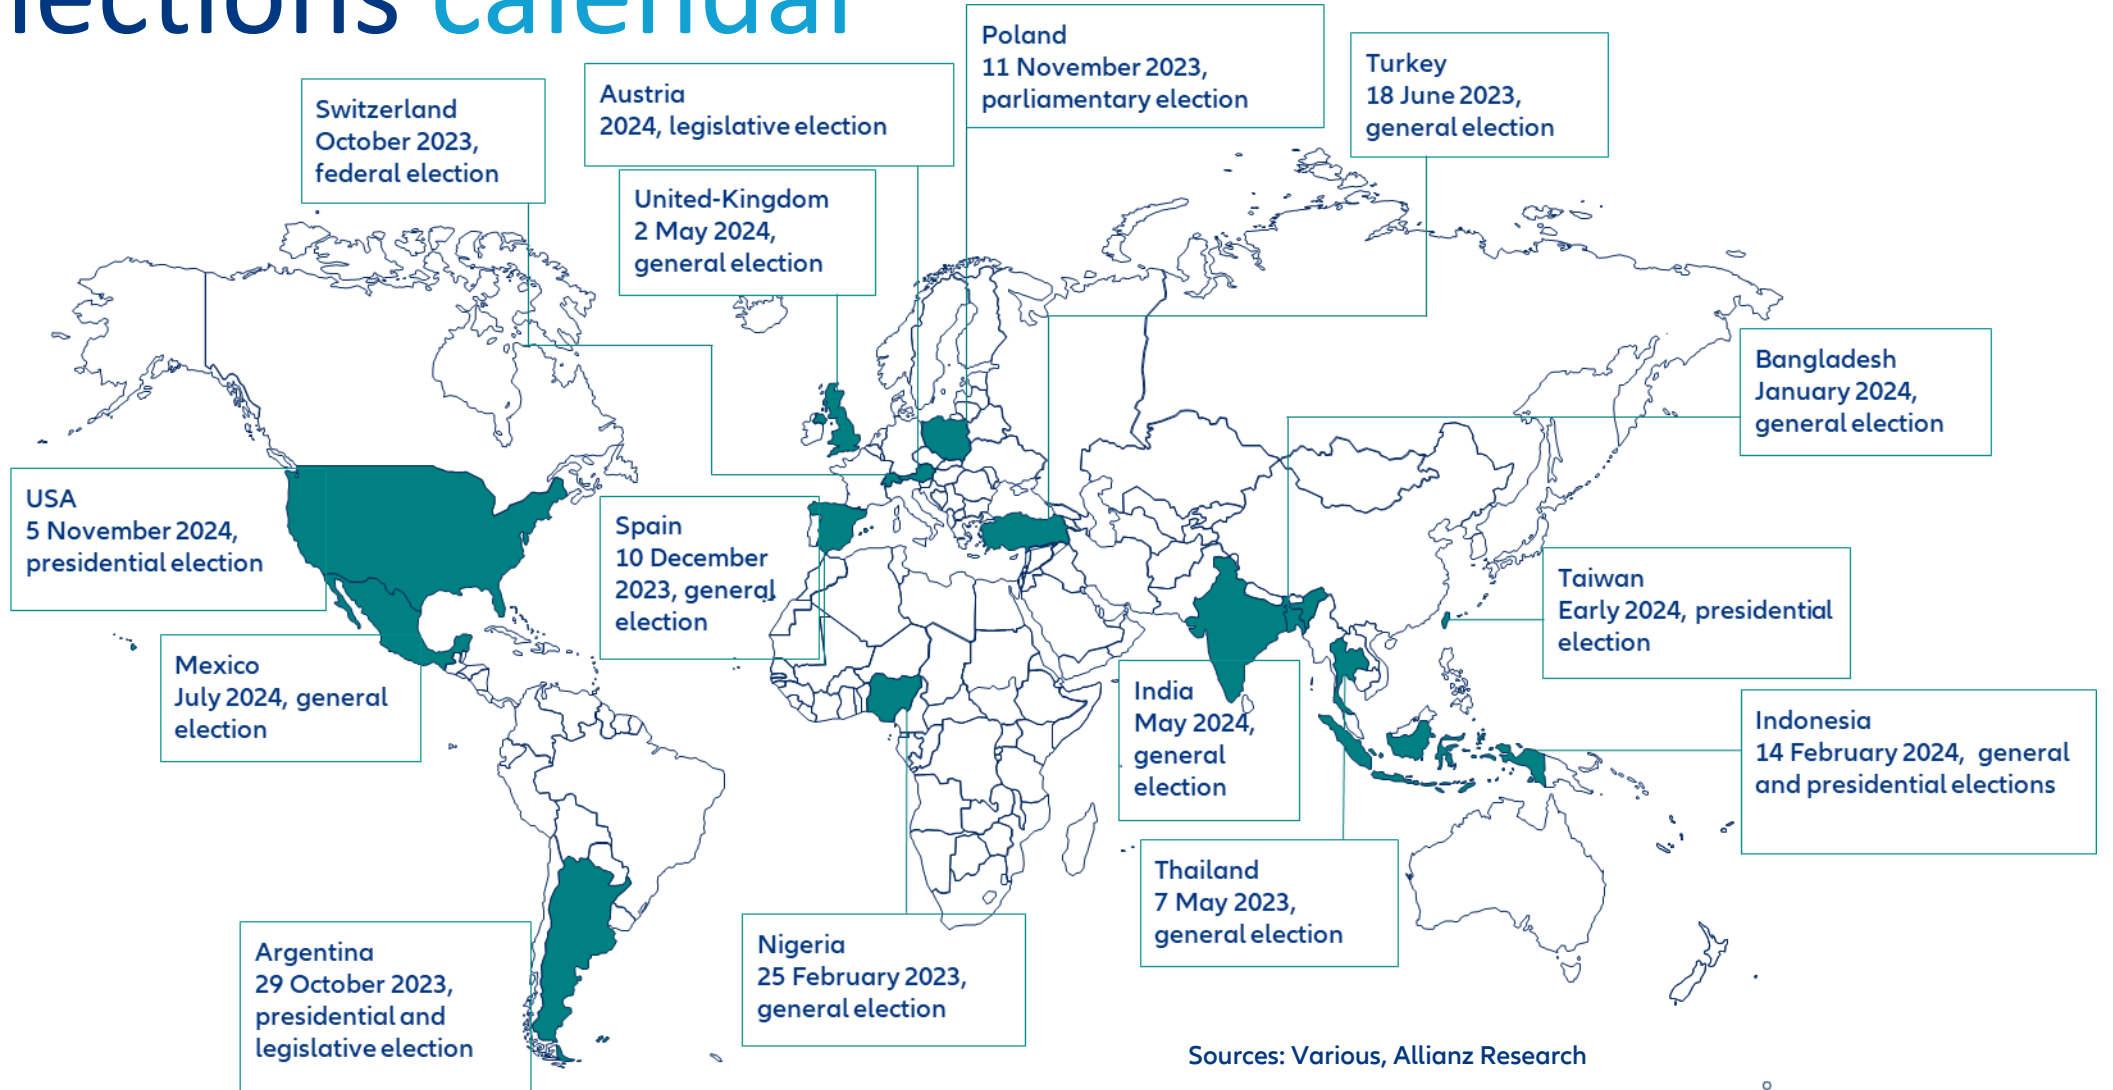 lections calendar
Poland
11 November 2023,
parliamentary election
Turkey
18 June 2023,
general election
Switzerland
October 2023,
federal election
Austria
2024, legislative election
United-Kingdom
2 May 2024,
general election
Bangladesh
January 2024,
general election
USA
5 November 2024,
presidential election
Spain
10 December
2023, general
election
Taiwan
Early 2024, presidential
election
Mexico
July 2024, general
election
India
May 2024,
general
election
Indonesia
14 February 2024, general
and presidential elections
Thailand
7 May 2023,
general election
Argentina
29 October 2023,
presidential and
legislative election
Nigeria
25 February 2023,
general election
Sources: Various, Allianz Research